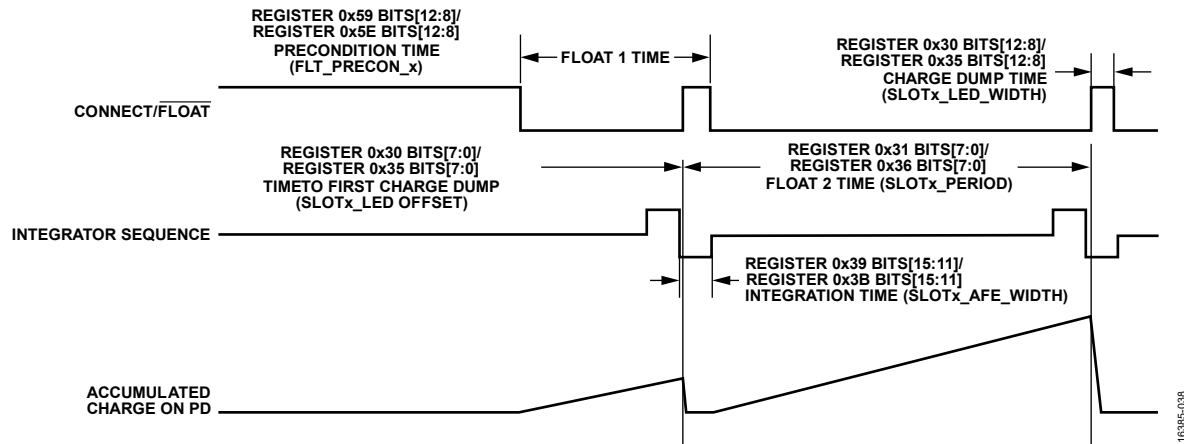 REGISTER 0x59 BITS[12:8]/
REGISTER 0x5E BITS[12:8]
PRECONDITION TIME
(FLT_PRECON_x)
FLOAT 1 TIME
REGISTER 0x30 BITS[12:8]/
REGISTER 0x35 BITS[12:8]
CHARGE DUMP TIME
(SLOTx_LED_WIDTH)
CONNECT/FLOAT
REGISTER 0x30 BITS[7:0]/
REGISTER 0x35 BITS[7:0]
TIMETO FIRST CHARGE DUMP
(SLOTx_LED OFFSET)
REGISTER 0x31 BITS[7:0]/
REGISTER 0x36 BITS[7:0]
FLOAT 2 TIME (SLOTx_PERIOD)
INTEGRATOR SEQUENCE
REGISTER 0x39 BITS[15:11]/
REGISTER 0x3B BITS[15:11]
INTEGRATION TIME (SLOTx_AFE_WIDTH)
ACCUMULATED
CHARGE ON PD
16385-038